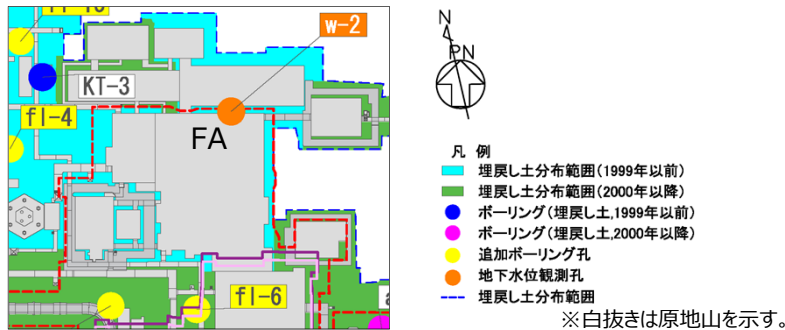 w-2
KT-3
fl-4
FA
fl-6
a
N
PN
凡 例
埋戻し土分布範囲(1999年以前)
埋戻し土分布範囲(2000年以降)
ボーリング(埋戻し土,1999年以前)
ボーリング(埋戻し土,2000年以降)
追加ボーリング孔
地下水位観測孔
埋戻し土分布範囲
※白抜きは原地山を示す。